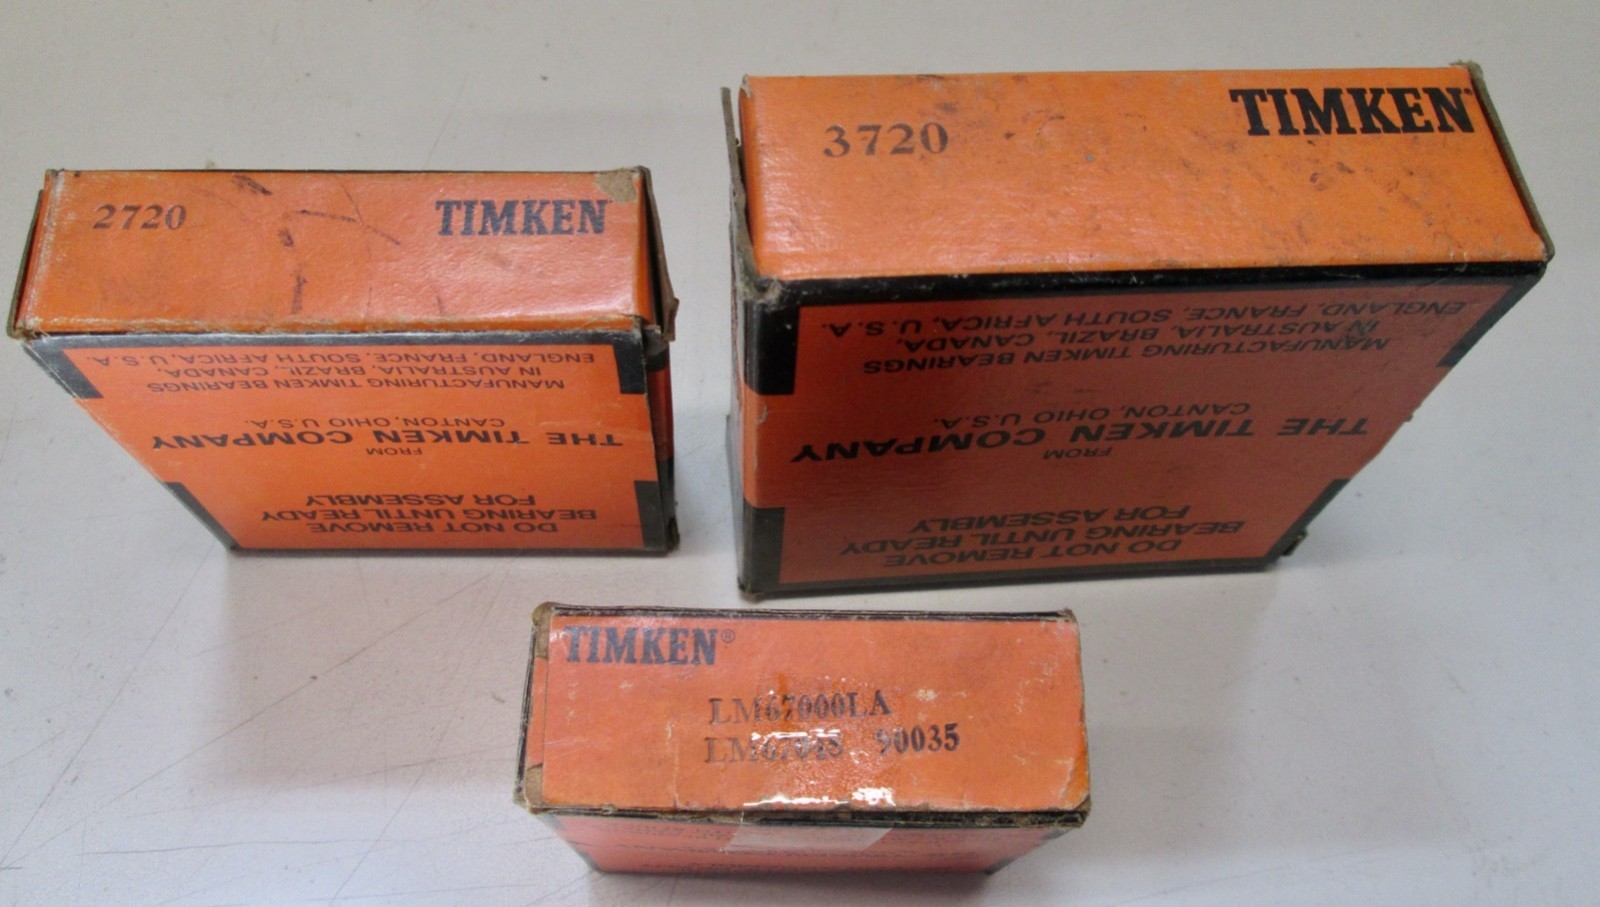 2720
TIMKEN
DO NOT REMOVE
BEARING UNTIL READY
FOR ASSEMBLY
FROM
THE TIMKEN COMPANY
CANTON, OHIO U.S.A.
MANUFACTURING TIMKEN BEARINGS
IN AUSTRALIA, BRAZIL, CANADA,
ENGLAND, FRANCE, SOUTH AFRICA, U.S.A.
3720
TIMKEN
DO NOT REMOVE
BEARING UNTIL READY
FOR ASSEMBLY
FROM
THE TIMKEN COMPANY
CANTON, OHIO U.S.A.
MANUFACTURING TIMKEN BEARINGS
IN AUSTRALIA, BRAZIL, CANADA,
ENGLAND, FRANCE, SOUTH AFRICA, U.S.A.
TIMKEN®
LM67000LA
LM67048 90035